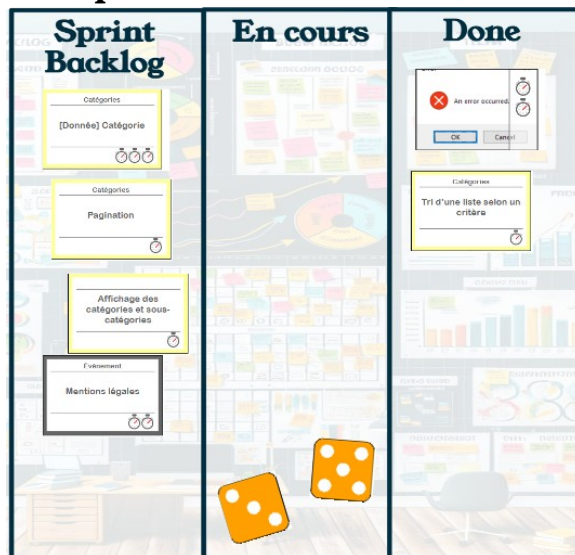 Sprint
Backlog
Catégories
[Donnée] Catégorie
Catégories
Pagination
Affichage des
catégories et sous-
catégories
Evènement
Mentions légales
En cours
Done
An error occurred.
OK
Cancel
Catégories
Tri d'une liste selon un
critère